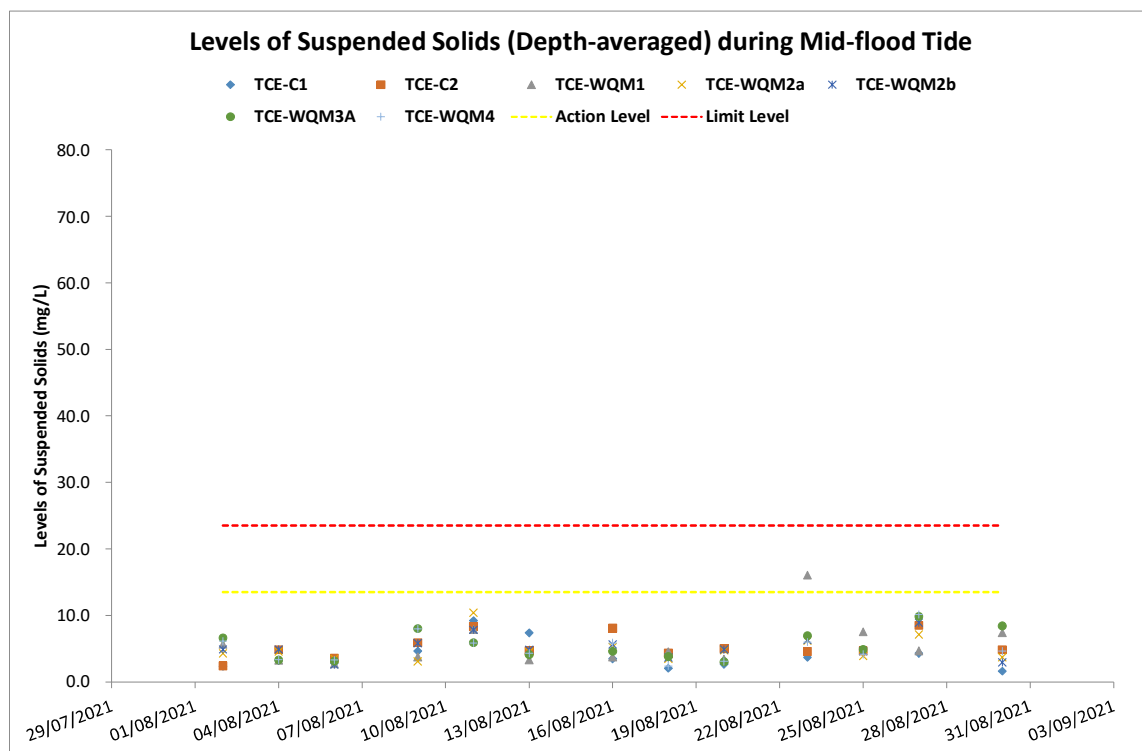 Levels of Suspended Solids (Depth-averaged) during Mid-flood Tide
TCE-C1 TCE-C2 TCE-WQM1 TCE-WQM2a TCE-WQM2b
TCE-WQM3A TCE-WQM4 Action Level Limit Level
Levels of Suspended Solids (mg/L)
80.0
70.0
60.0
50.0
40.0
30.0
20.0
10.0
0.0
29/07/2021 01/08/2021 04/08/2021 07/08/2021 10/08/2021 13/08/2021 16/08/2021 19/08/2021 22/08/2021 25/08/2021 28/08/2021 31/08/2021 03/09/2021